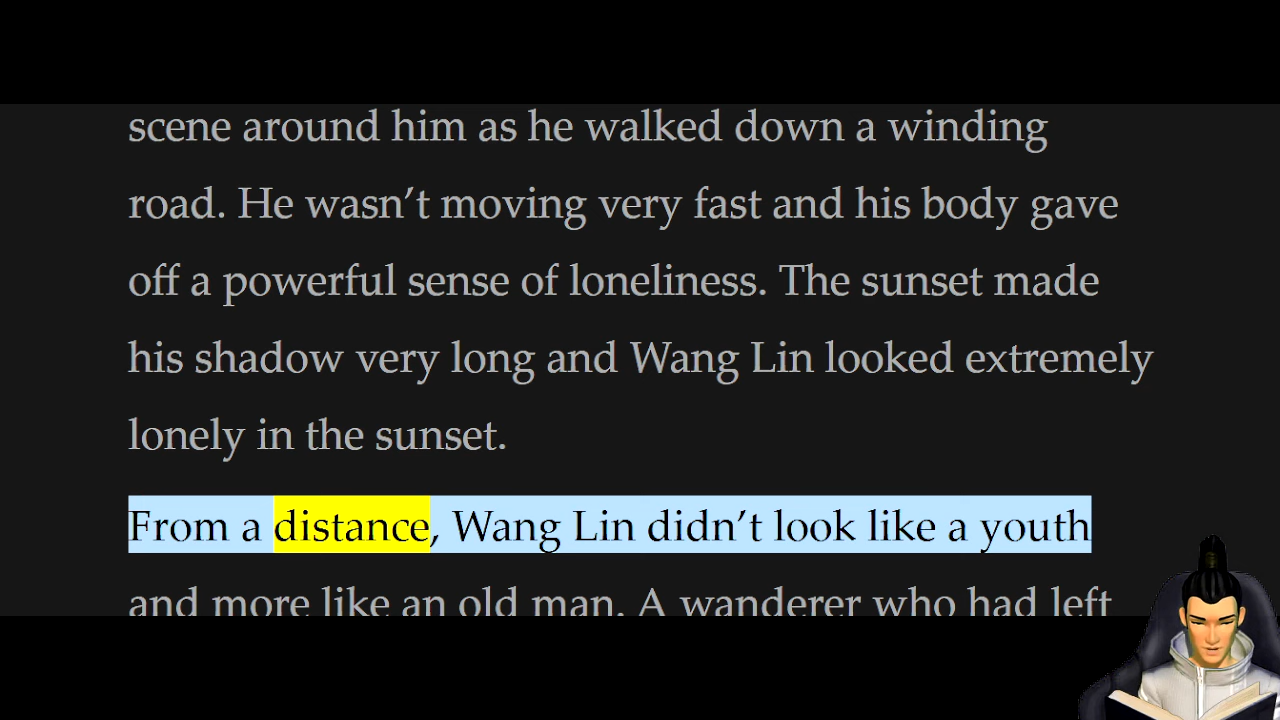 scene around him as he walked down a winding
road. He wasn’t moving very fast and his body gave
off a powerful sense of loneliness. The sunset made
his shadow very long and Wang Lin looked extremely
lonely in the sunset.
From a distance, Wang Lin didn’t look like a youth
and more like an old man. A wanderer who had left